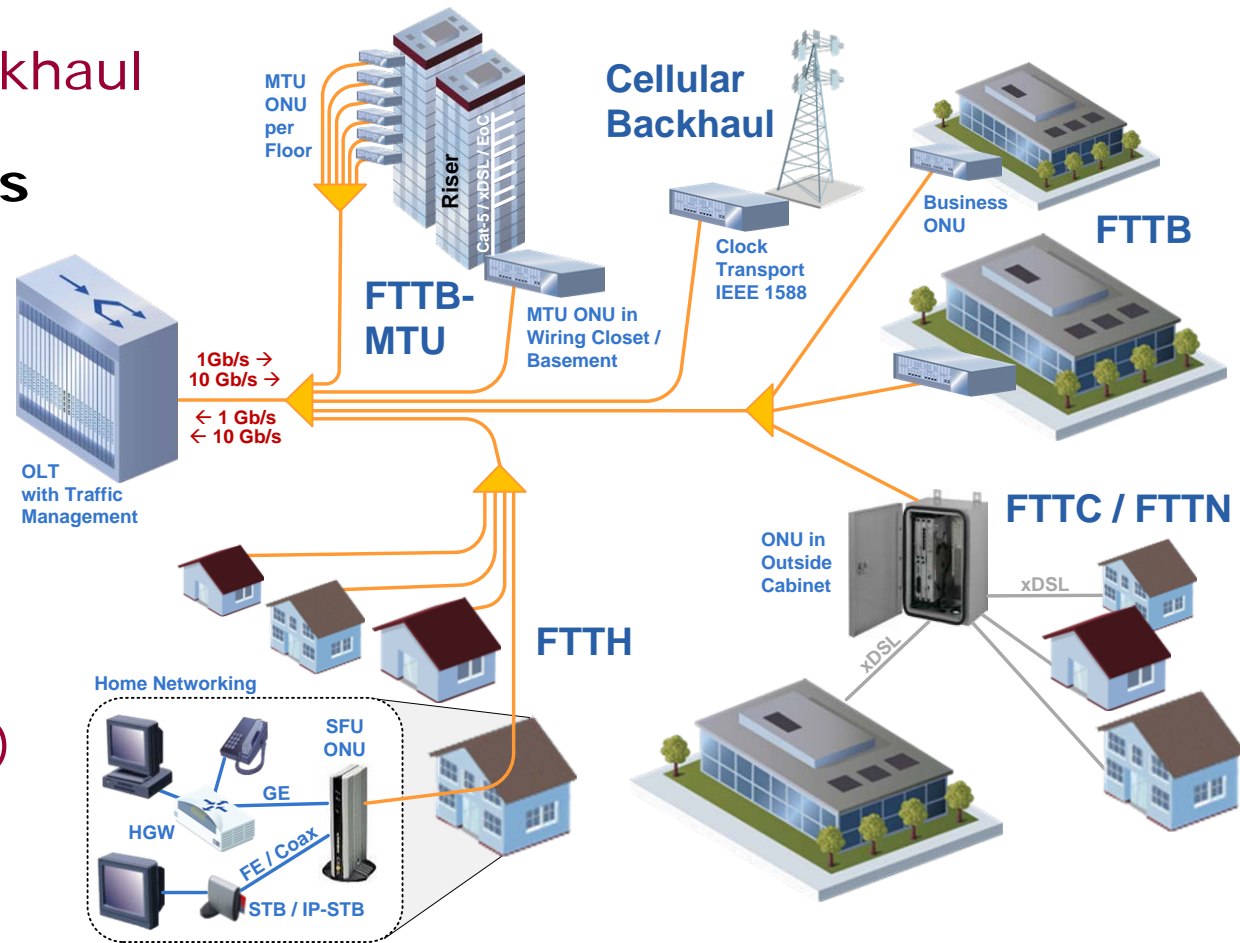 khaul
s
)
MTU
ONU
per
Floor
Riser
Cat-5 / xDSL / EoC
Cellular
Backhaul
Business
ONU
FTTB
Clock
Transport
IEEE 1588
FTTB-
MTU
MTU ONU in
Wiring Closet /
Basement
1Gb/s →
10 Gb/s →
← 1 Gb/s
← 10 Gb/s
OLT
with Traffic
Management
FTTC / FTTN
ONU in
Outside
Cabinet
xDSL
xDSL
FTTH
Home Networking
SFU
ONU
GE
HGW
FE / Coax
STB / IP-STB